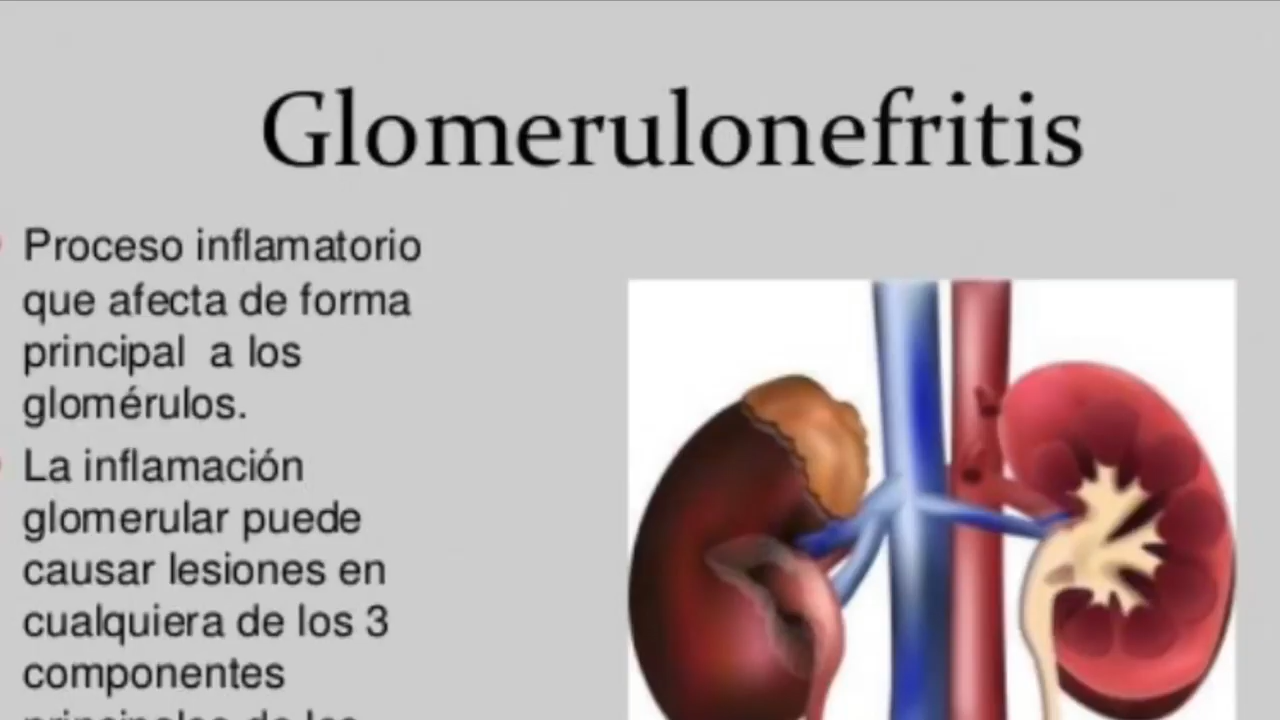 Glomerulonefritis
Proceso inflamatorio
que afecta de forma
principal a los
glomérulos.
La inflamación
glomerular puede
causar lesiones en
cualquiera de los 3
componentes